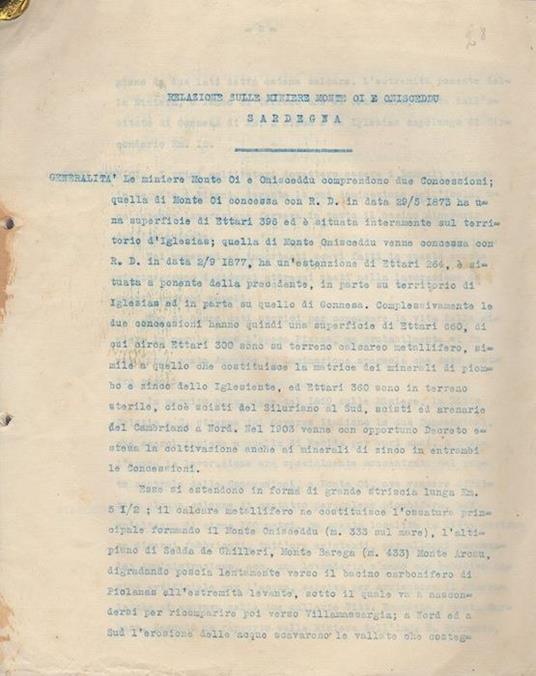 28
RELAZIONE SULLE MINIERE MONTE OI E ONISCEDDU
SARDEGNA
GENERALITA' Le miniere Monte Oi e Onisceddu comprendono due Concessioni;
quella di Monte Oi concessa con R. D. in data 29/5 1873 ha u-
na superficie di Ettari 396 ed è situata interamente sul terri-
torio d'Iglesias; quella di Monte Onisceddu venne concessa con
R. D. in data 2/9 1877, ha un'estenzione di Ettari 264, è si-
tuata a ponente della precedente, in parte su territorio di
Iglesias ed in parte su quello di Gonnesa. Complessivamente le
due concessioni hanno quindi una superficie di Ettari 660, di
cui circa Ettari 300 sono su terreno calcareo metallifero, si-
mile a quello che costituisce la matrice dei minerali di piom-
bo e zinco dello Iglesiente, ed Ettari 360 sono in terreno
sterile, cioè scisti del Siluriano al Sud, scisti ed arenarie
del Cambriano a Nord. Nel 1903 venne con opportuno Decreto e-
stesa la coltivazione anche ai minerali di zinco in entrambi
le Concessioni.
Esse si estendono in forma di grande striscia lunga Km.
5 1/2 ; il calcare metallifero ne costituisce l'ossatura prin-
cipale formando il Monte Onisceddu (m. 333 sul mare), l'alti-
piano di Sedda de Ghilleri, Monte Barega (m. 433) Monte Arcau,
digradando poscia lentamente verso il bacino carbonifero di
Piolanas all'estremità levante, sotto il quale va a nascon-
dersi per ricomparire poi verso Villamassargia; a Nord ed a
Sud l'erosione delle acque scavarono le vallate che costeg-